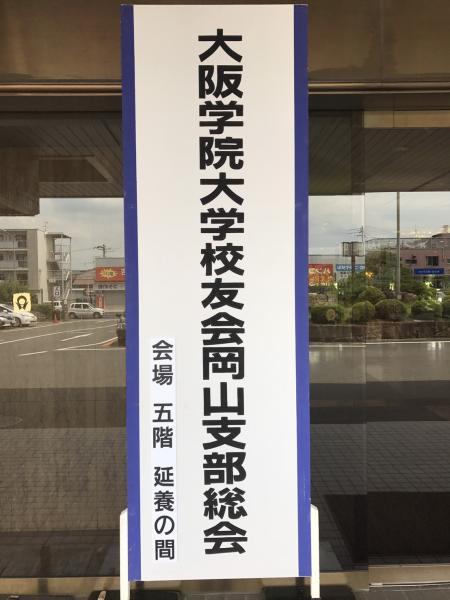 大阪学院大学校友会岡山支部総会
会場 五階 延養の間